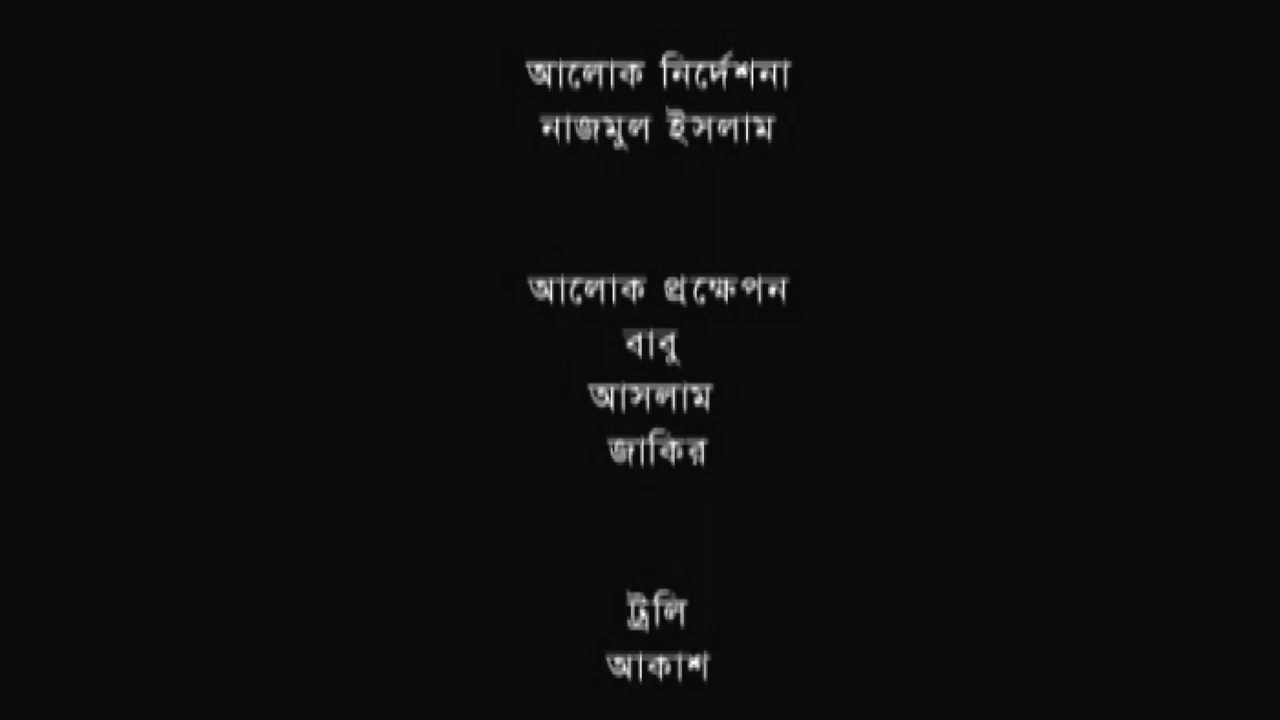 আলোক নির্দেশনা
নাজমুল ইসলাম
আলোক প্রক্ষেপন
বাবু
আসলাম
জাকির
ট্রলি
আকাশ